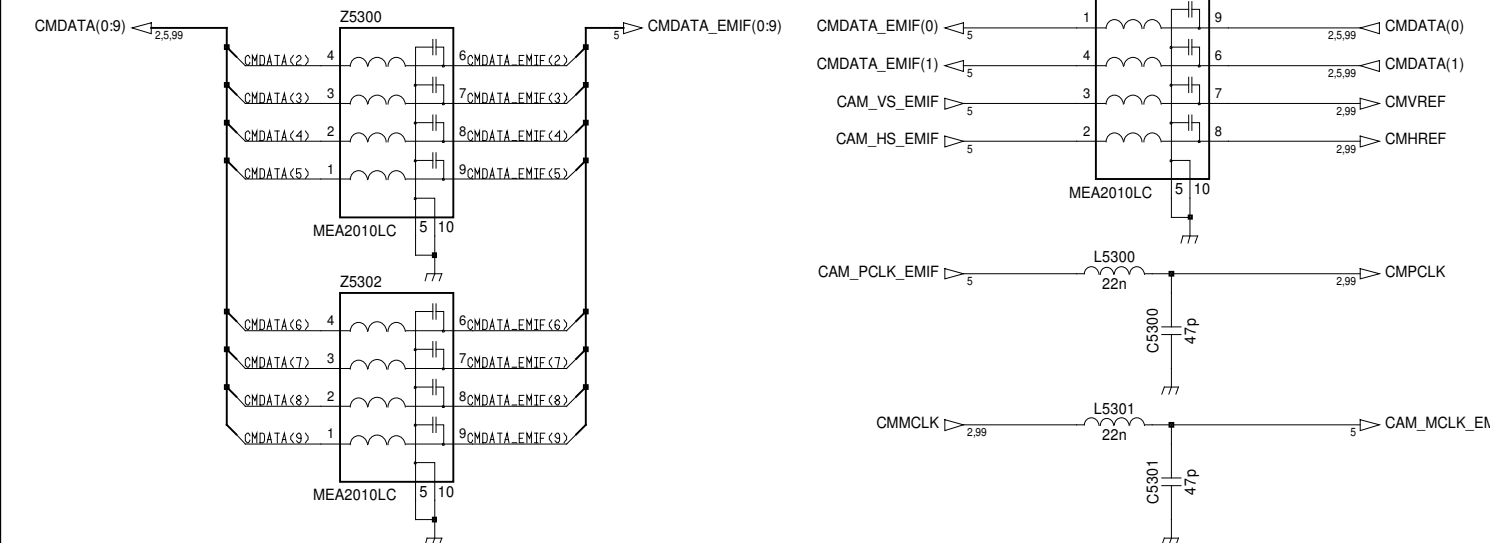 CMDATA(0:9)
2,5,99
Z5300
5
CMDATA_EMIF(0:9)
CMDATA(2) 4 6 CMDATA_EMIF(2)
CMDATA(3) 3 7 CMDATA_EMIF(3)
CMDATA(4) 2 8 CMDATA_EMIF(4)
CMDATA(5) 1 9 CMDATA_EMIF(5)
MEA2010LC
5 10
Z5302
CMDATA(6) 4 6 CMDATA_EMIF(6)
CMDATA(7) 3 7 CMDATA_EMIF(7)
CMDATA(8) 2 8 CMDATA_EMIF(8)
CMDATA(9) 1 9 CMDATA_EMIF(9)
MEA2010LC
5 10
CMDATA_EMIF(0) 5 1 9 2,5,99 CMDATA(0)
CMDATA_EMIF(1) 5 4 6 2,5,99 CMDATA(1)
CAM_VS_EMIF 5 3 7 2,99 CMVREF
CAM_HS_EMIF 5 2 8 2,99 CMHREF
MEA2010LC
5 10
L5300
CAM_PCLK_EMIF 5 2,99 CMPCLK
22n
C5300
47p
L5301
CMMCLK 2,99 5 CAM_MCLK_EM
22n
C5301
47p